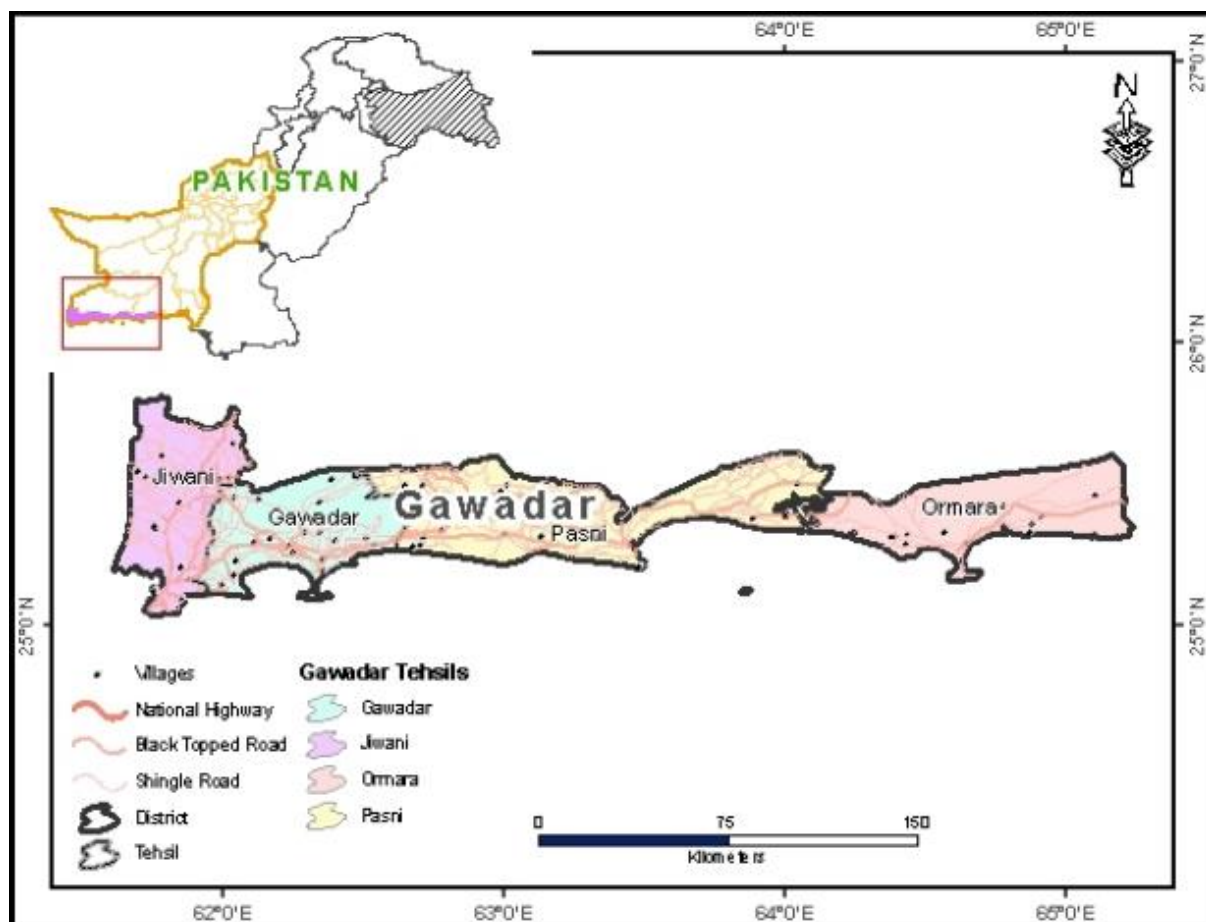 64°0'E 65°0'E
27°0'N
N
PAKISTAN
26°0'N
Jiwani
Gawadar
Gawadar
Pasni
Ormara
25°0'N
25°0'N
Villages
National Highway
Black Topped Road
Shingle Road
District
Tehsil
Gawadar Tehsils
Gawadar
Jiwani
Ormara
Pasni
0 75 150
Kilometers
62°0'E 63°0'E 64°0'E 65°0'E